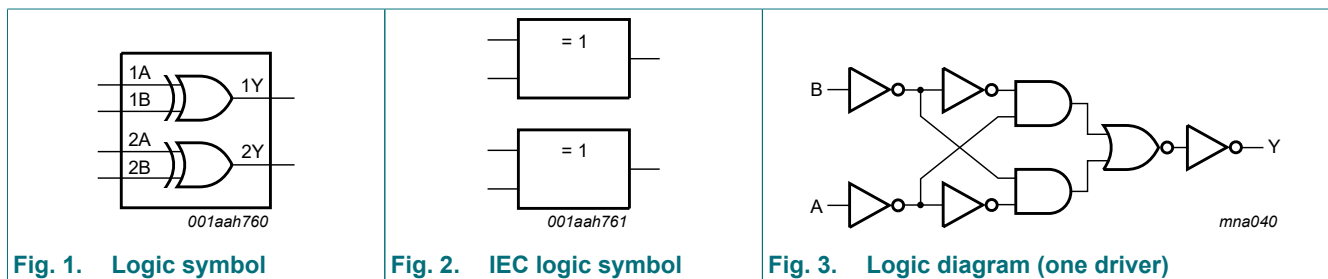 1A
1Y
1B
2A
2Y
2B
001aah760
Fig. 1. Logic symbol
= 1
= 1
001aah761
Fig. 2. IEC logic symbol
B
Y
A
mna040
Fig. 3. Logic diagram (one driver)